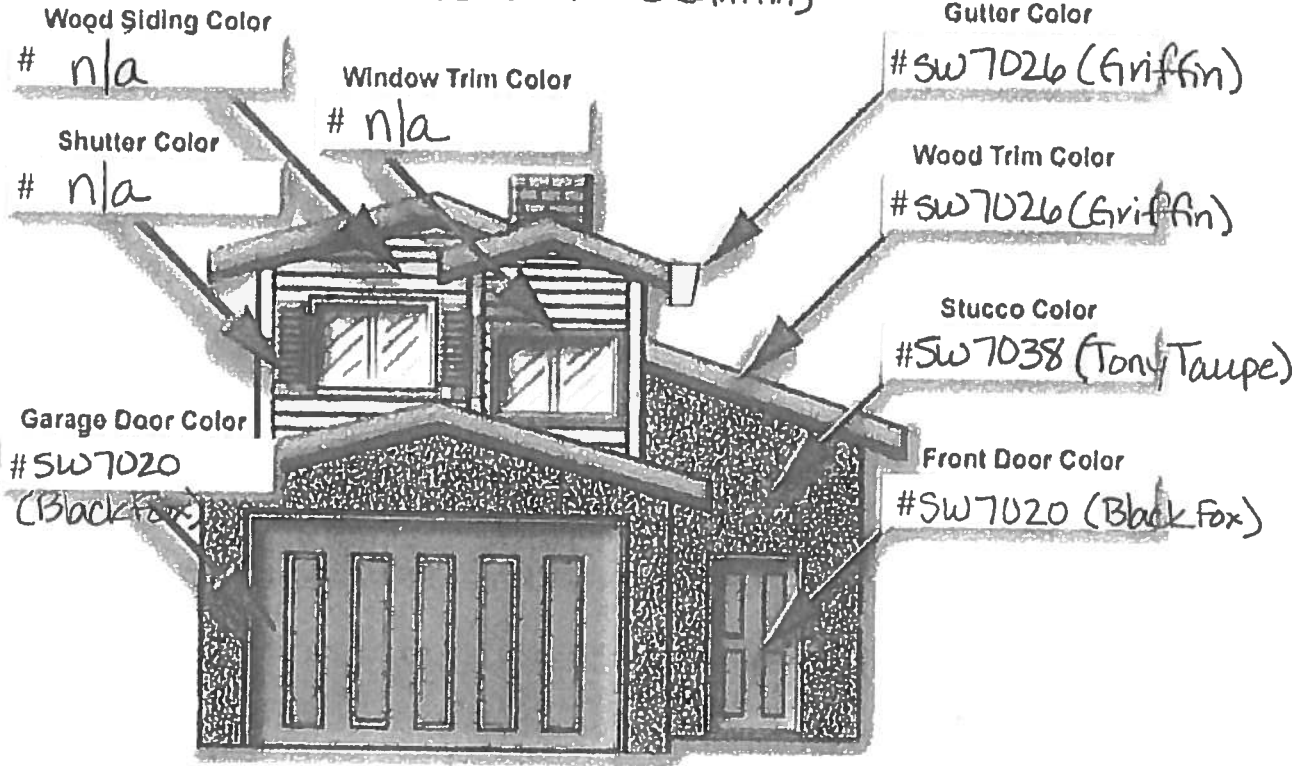 Wood Siding Color
# n/a
Window Trim Color
# n/a
Shutter Color
# n/a
Garage Door Color
#SW7020
(Black Fox)
Gutter Color
#SW7026 (Griffin)
Wood Trim Color
#SW7026 (Griffin)
Stucco Color
#SW7038 (Tony Taupe)
Front Door Color
#SW7020 (Black Fox)